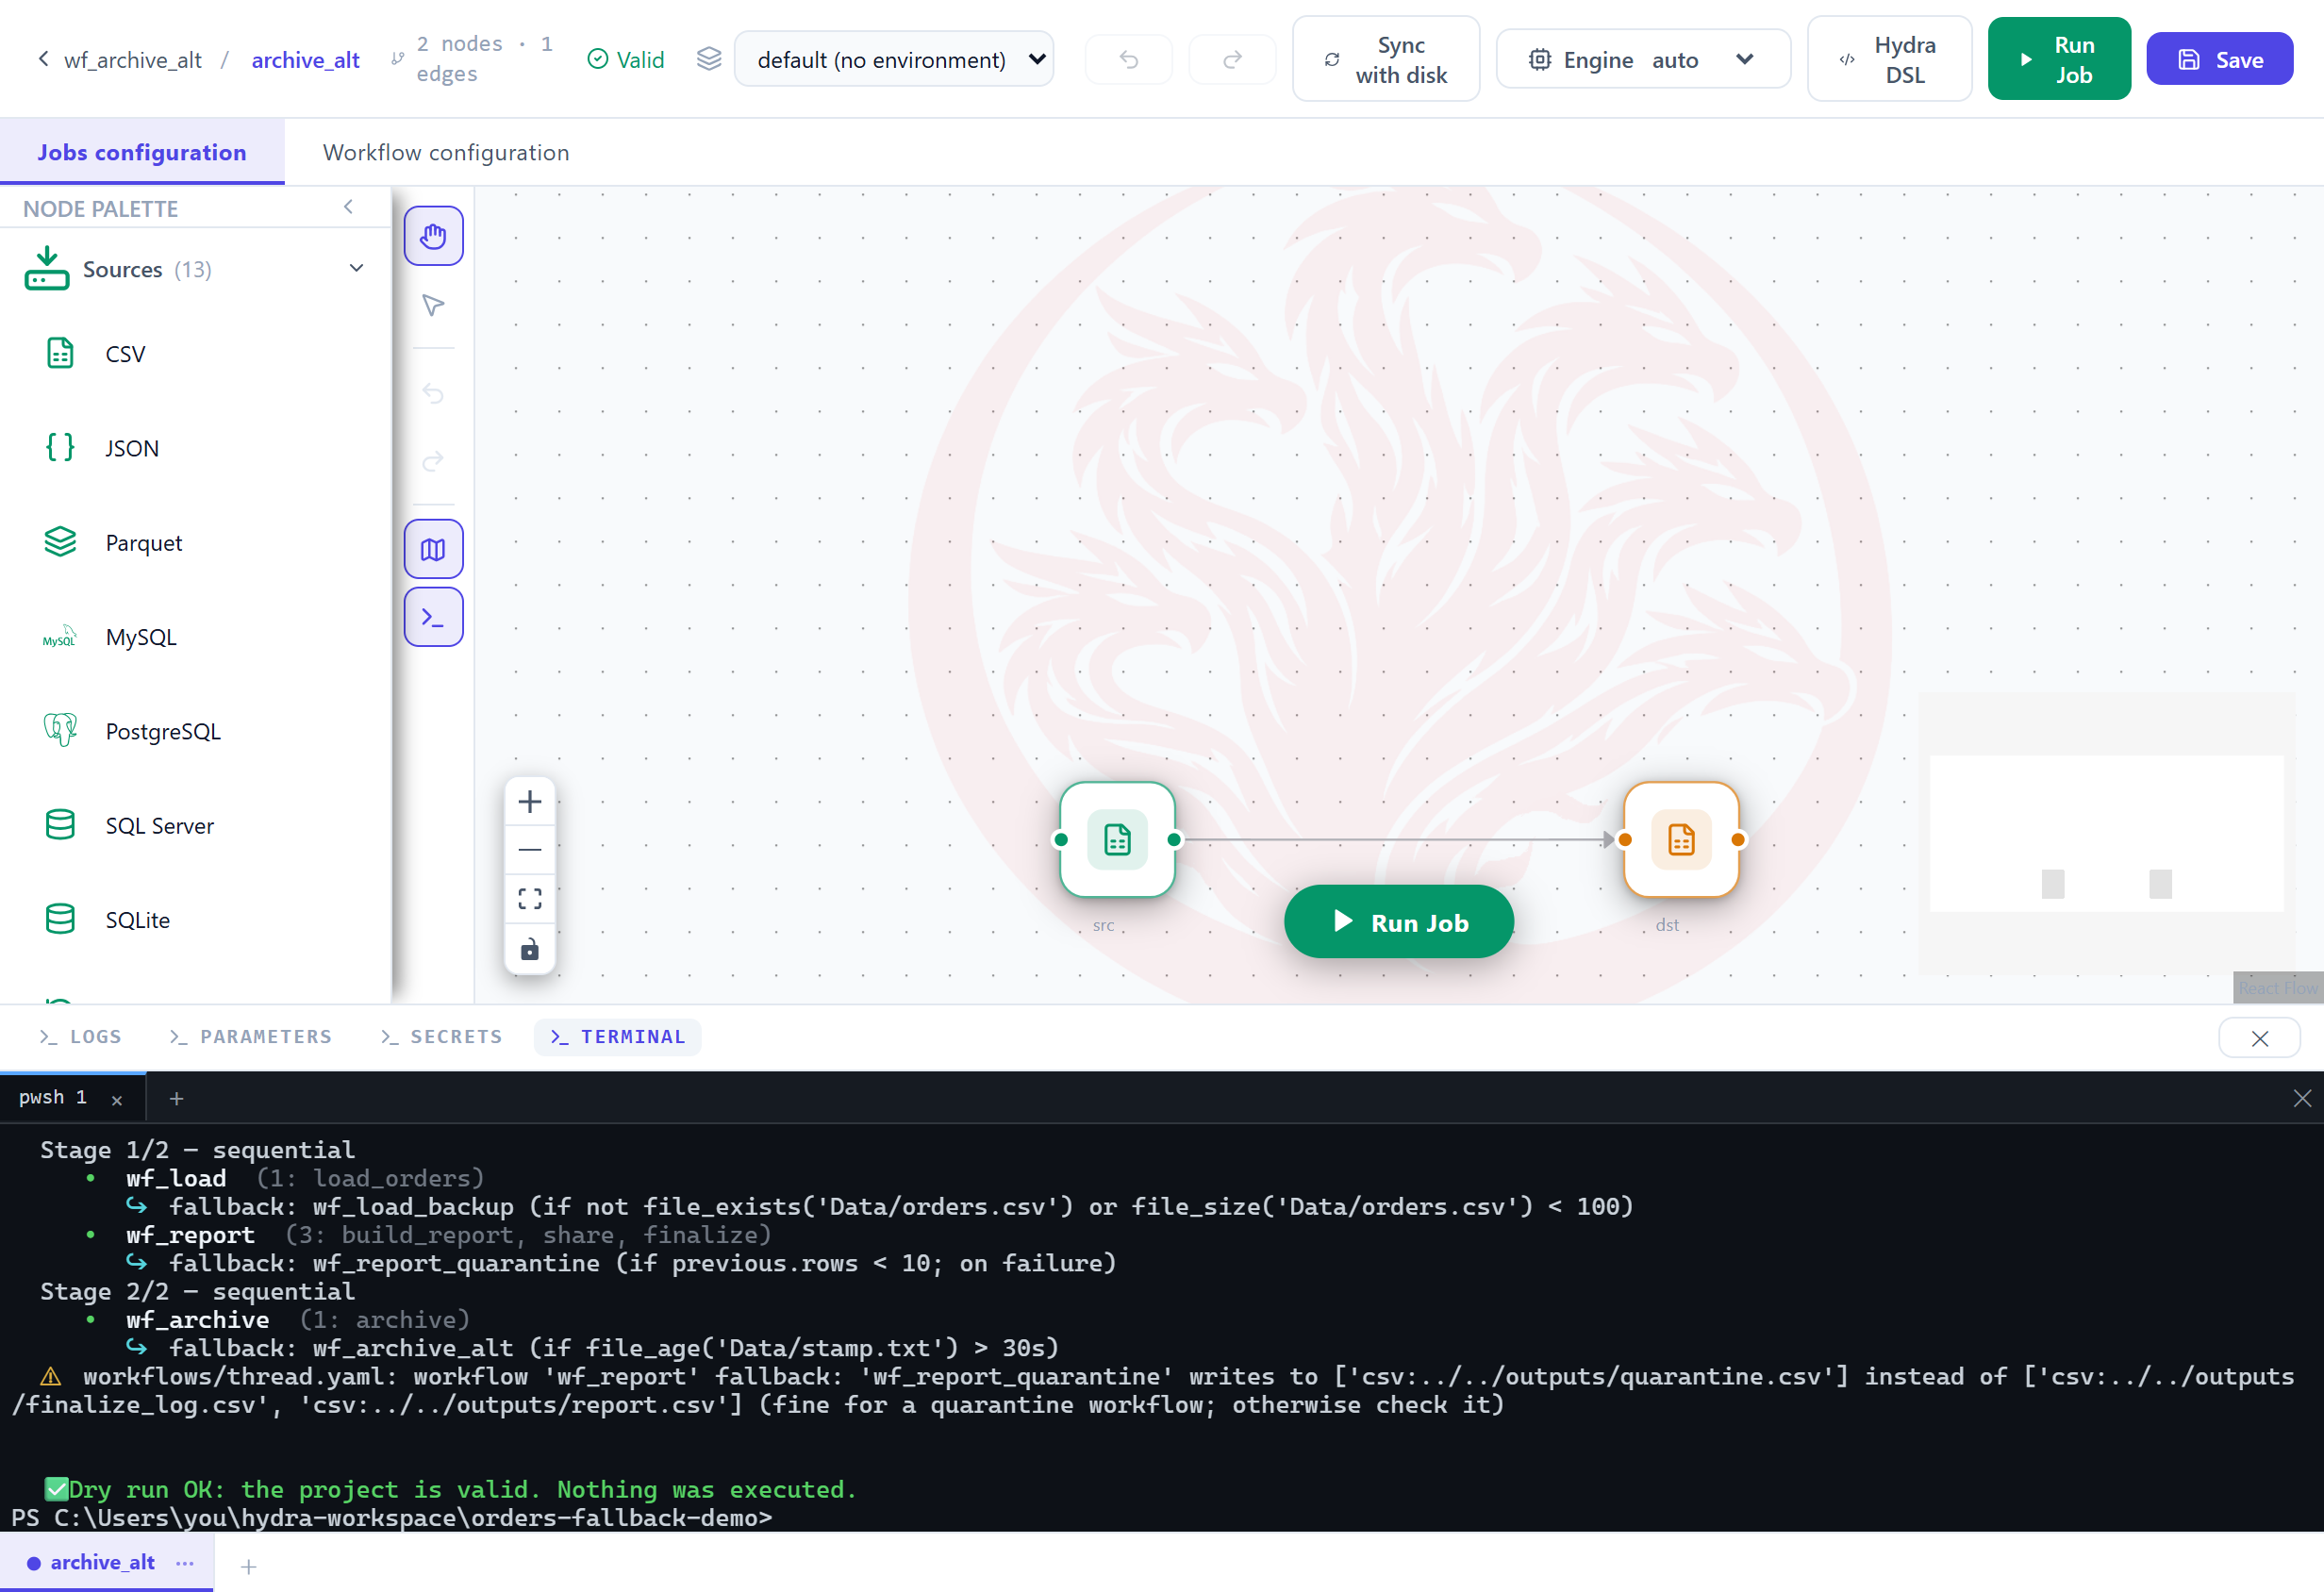 wf_archive_alt / archive_alt
2 nodes · 1 edges
Valid
default (no environment)
Sync with disk
Engine auto
Hydra DSL
Run Job
Save
Jobs configuration
Workflow configuration
NODE PALETTE
Sources (13)
CSV
JSON
Parquet
MySQL
MySQL
PostgreSQL
SQL Server
SQLite
src
dst
Run Job
React Flow
LOGS
PARAMETERS
SECRETS
TERMINAL
pwsh 1 × +
Stage 1/2 — sequential
• wf_load (1: load_orders)
↪ fallback: wf_load_backup (if not file_exists('Data/orders.csv') or file_size('Data/orders.csv') < 100)
• wf_report (3: build_report, share, finalize)
↪ fallback: wf_report_quarantine (if previous.rows < 10; on failure)
Stage 2/2 — sequential
• wf_archive (1: archive)
↪ fallback: wf_archive_alt (if file_age('Data/stamp.txt') > 30s)
⚠ workflows/thread.yaml: workflow 'wf_report' fallback: 'wf_report_quarantine' writes to ['csv:../../outputs/quarantine.csv'] instead of ['csv:../../outputs
/finalize_log.csv', 'csv:../../outputs/report.csv'] (fine for a quarantine workflow; otherwise check it)
✅Dry run OK: the project is valid. Nothing was executed.
PS C:\Users\you\hydra-workspace\orders-fallback-demo>
archive_alt ··· +